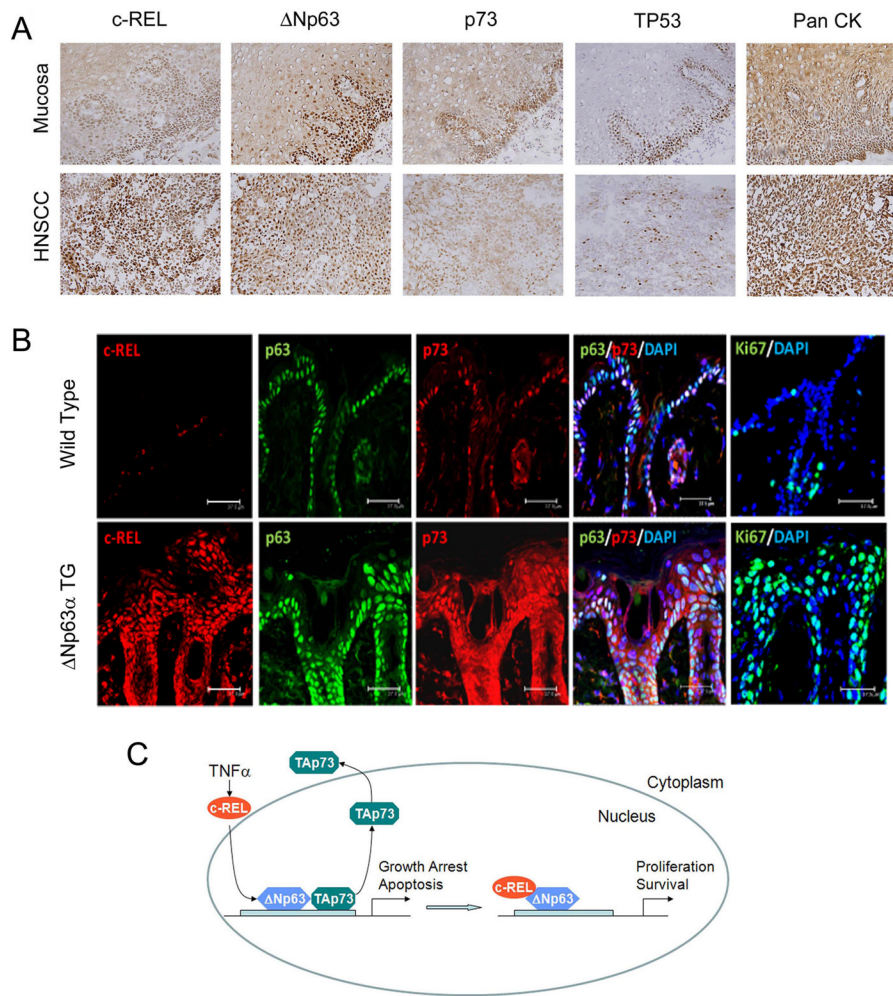 A
c-REL
ΔNp63
p73
TP53
Pan CK
Mucosa
HNSCC
B
Wild Type
c-REL
p63
p73
p63/p73/DAPI
Ki67/DAPI
ΔNp63α TG
c-REL
p63
p73
p63/p73/DAPI
Ki67/DAPI
C
TNFα
c-REL
TAp73
TAp73
Cytoplasm
Nucleus
ΔNp63
TAp73
Growth Arrest
Apoptosis
c-REL
ΔNp63
Proliferation
Survival